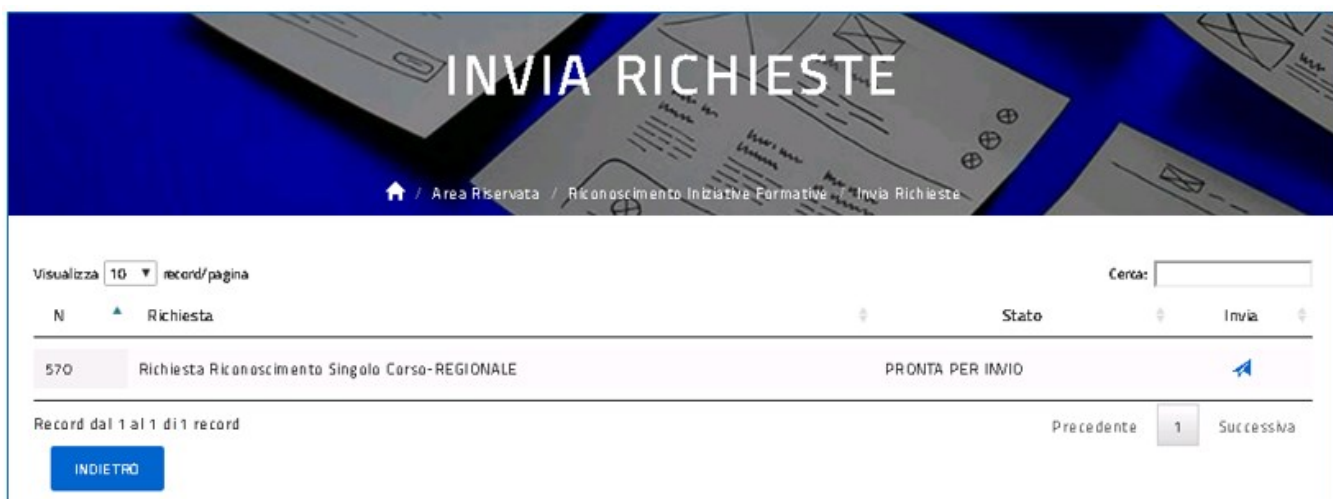 INVIA RICHIESTE
/ Area Riservata / Riconoscimento Iniziative Formative / Invia Richieste
Visualizza 10 record/pagina Cerca:
N Richiesta Stato Invia
570 Richiesta Riconoscimento Singolo Corso-REGIONALE PRONTA PER INVIO
Record dal 1 al 1 di 1 record Precedente 1 Successiva
INDIETRO